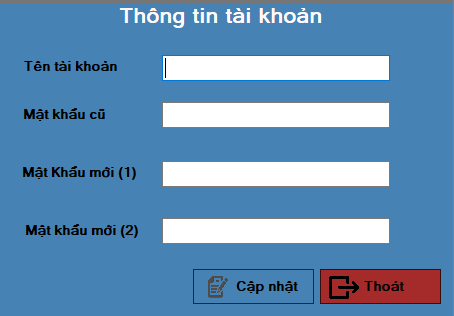 Thông tin tài khoản
Tên tài khoản
Mật khẩu cũ
Mật Khẩu mới (1)
Mật khẩu mới (2)
Cập nhật
Thoát